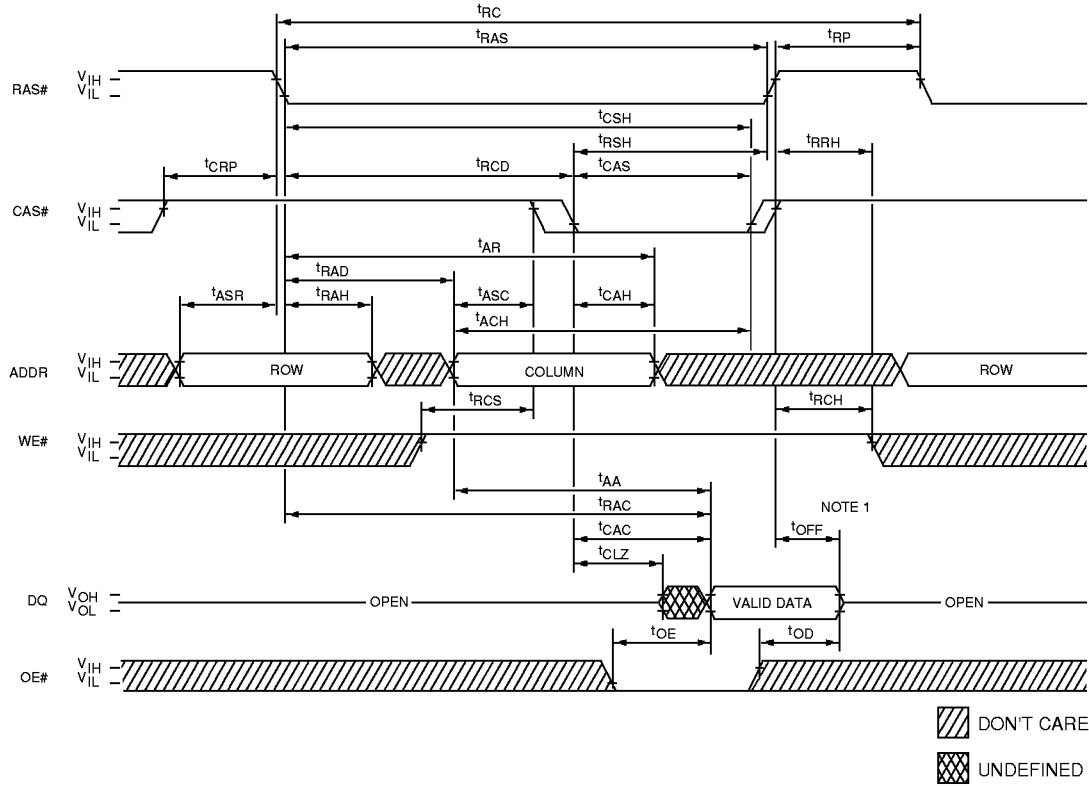 tRC
tRAS
tRP
RAS#
VIH
VIL
tCSH
tRSH
tRRH
tCRP
tRCD
tCAS
CAS#
VIH
VIL
tAR
tRAD
tASR
tRAH
tASC
tCAH
tACH
ADDR
VIH
VIL
ROW
COLUMN
ROW
tRCS
tRCH
WE#
VIH
VIL
tAA
tRAC
NOTE 1
tCAC
tOFF
tCLZ
DQ
VOH
VOL
OPEN
VALID DATA
OPEN
tOE
tOD
OE#
VIH
VIL
DON'T CARE
UNDEFINED